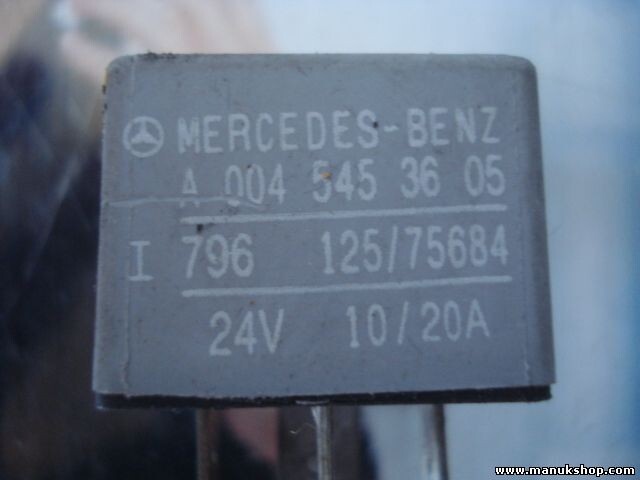 MERCEDES-BENZ
A 004 545 36 05
I 796 125/75684
24V 10/20A
www.manukshop.com